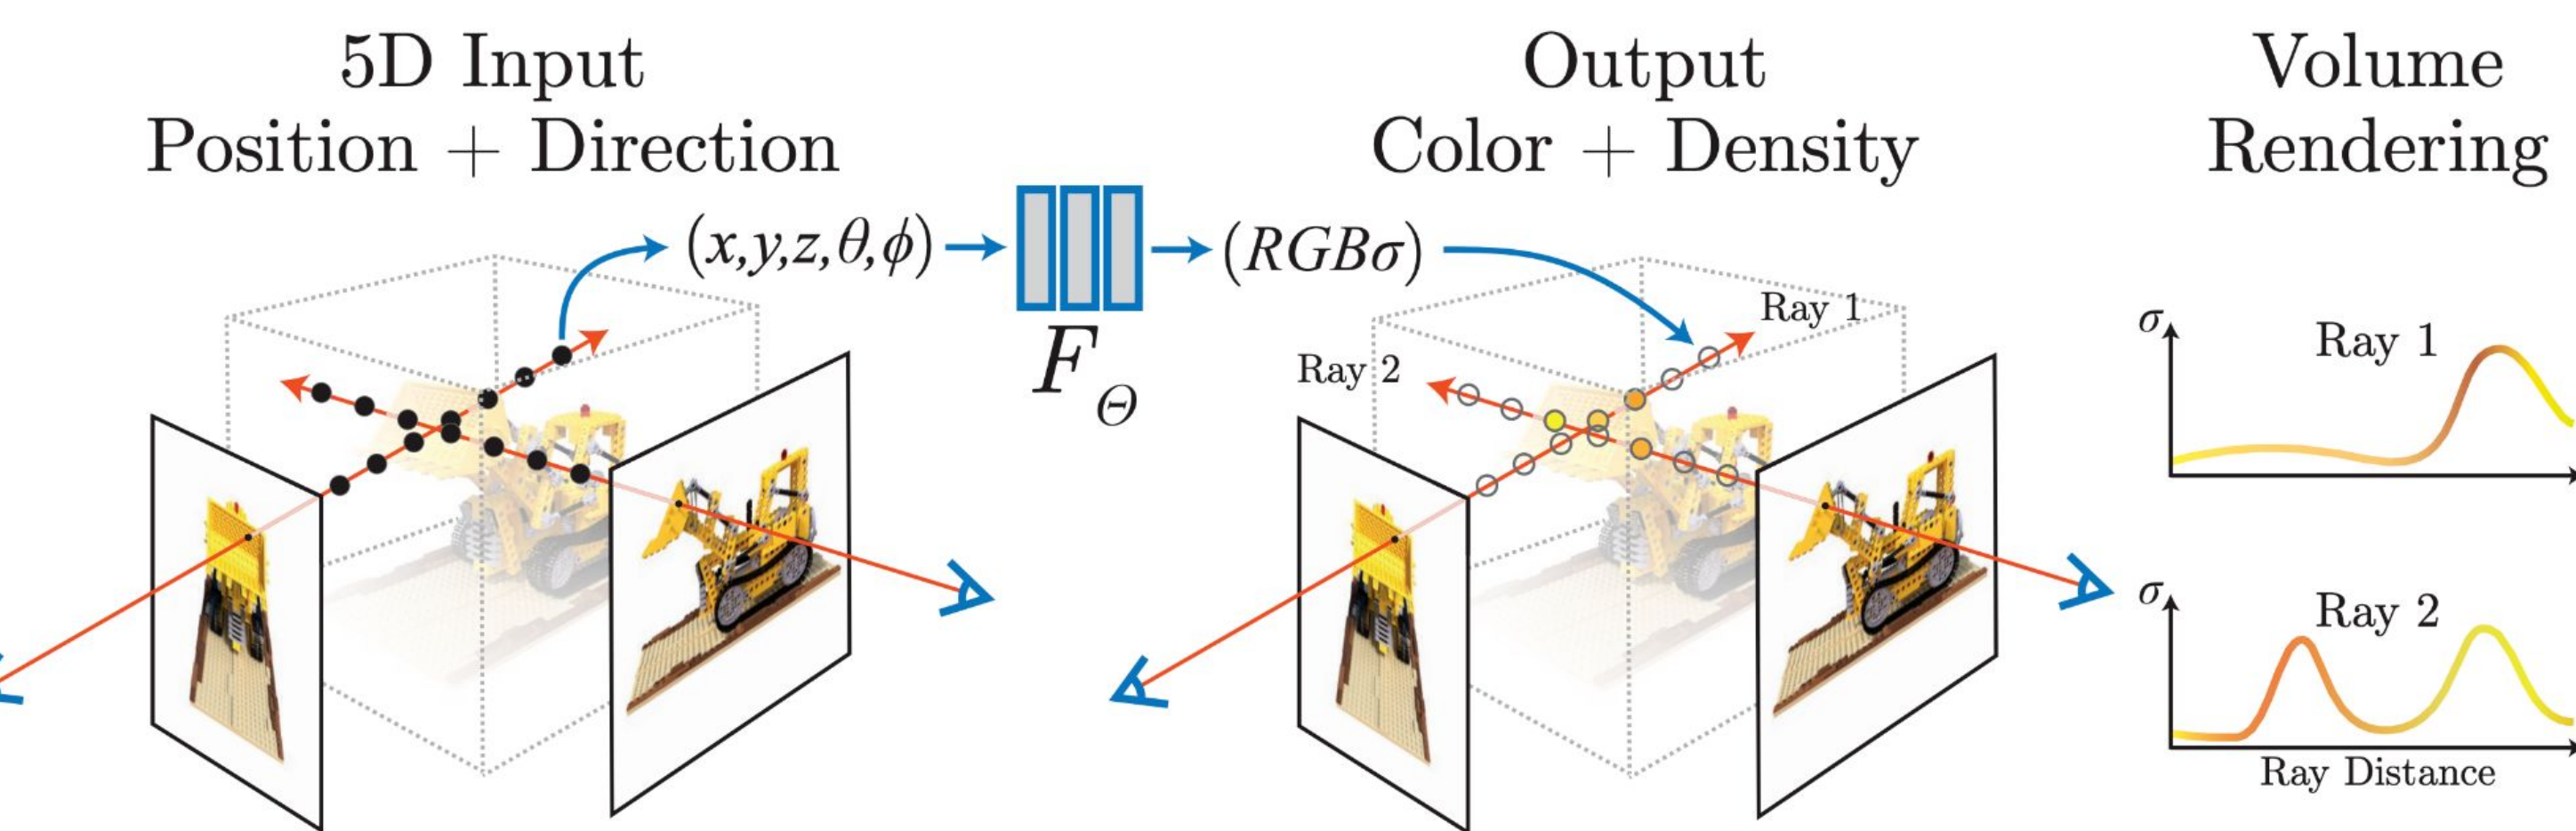 5D Input
Position + Direction
Output
Color + Density
Volume
Rendering
(x,y,z,θ,ϕ)
F_Θ
(RGBσ)
Ray 1
Ray 2
σ
Ray 1
σ
Ray 2
Ray Distance